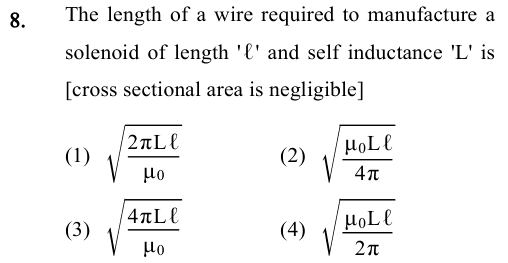 8. The length of a wire required to manufacture a
solenoid of length 'ℓ' and self inductance 'L' is
[cross sectional area is negligible]
(1) √(2πLℓ/μ₀) (2) √(μ₀Lℓ/4π)
(3) √(4πLℓ/μ₀) (4) √(μ₀Lℓ/2π)